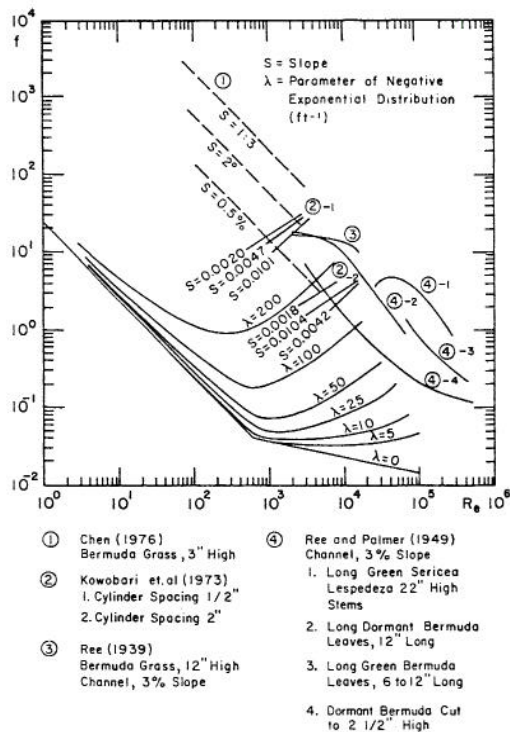 10⁴
f
10³
10²
10¹
10⁰
10⁻¹
10⁻²
10⁰ 10¹ 10² 10³ 10⁴ 10⁵ Re 10⁶
S = Slope
λ = Parameter of Negative
Exponential Distribution
(ft⁻¹)
①
S = 1:3
S = 2°
S = 0.5%
②-1
③
S=0.0020
S=0.0047
S=0.0101
②-2
④-1
④-2
λ=200
S=0.0018
S=0.0104
S=0.0042
λ=100
④-3
④-4
λ=50
λ=25
λ=10
λ=5
λ=0
① Chen (1976)
Bermuda Grass, 3" High
② Kowobari et.al (1973)
1. Cylinder Spacing 1/2"
2. Cylinder Spacing 2"
③ Ree (1939)
Bermuda Grass, 12" High
Channel, 3% Slope
④ Ree and Palmer (1949)
Channel, 3% Slope
1. Long Green Sericea
Lespedeza 22" High
Stems
2. Long Dormant Bermuda
Leaves, 12" Long
3. Long Green Bermuda
Leaves, 6 to 12" Long
4. Dormant Bermuda Cut
to 2 1/2" High